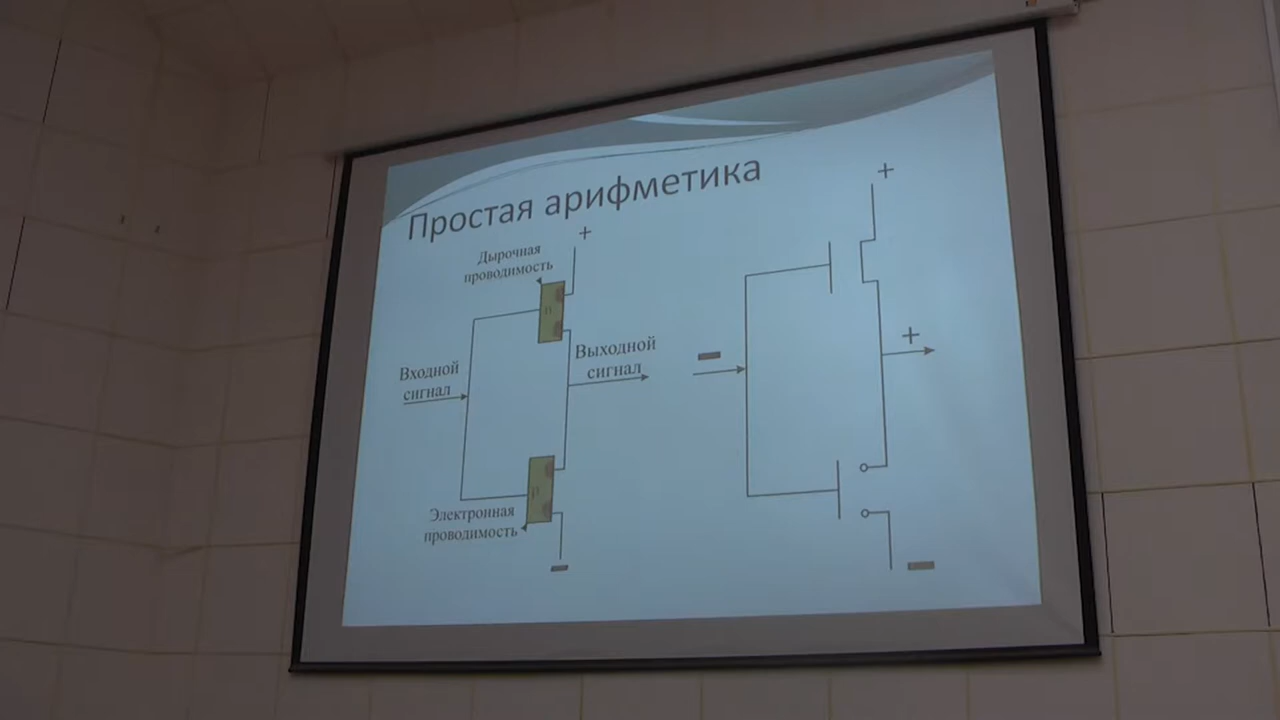 Простая арифметика
+
Дырочная
проводимость
n
Входной
сигнал
Выходной
сигнал
p
Электронная
проводимость
−
+
−
+
−